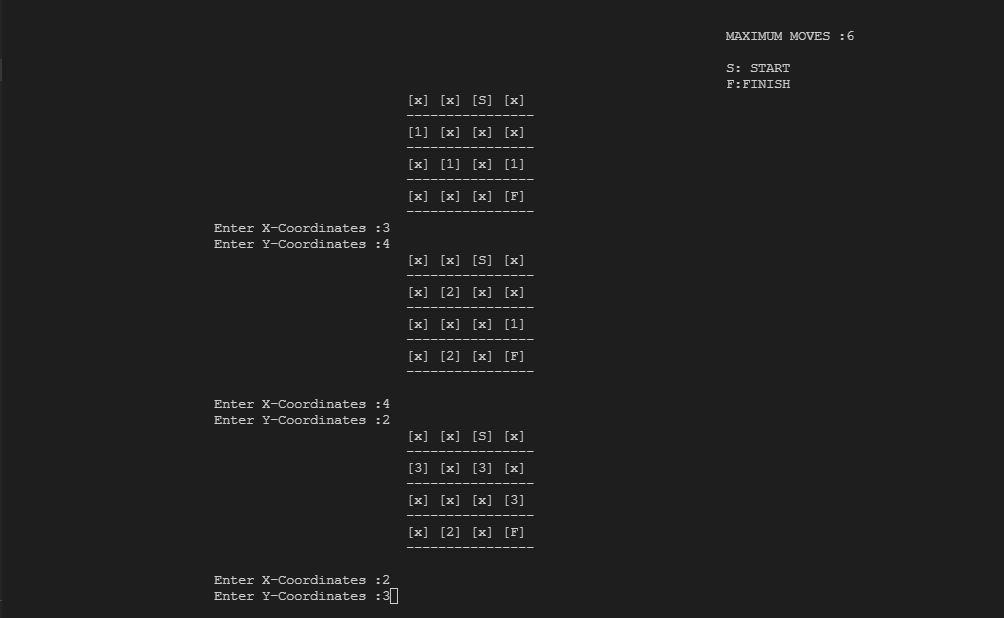 MAXIMUM MOVES :6
S: START
F:FINISH
[x] [x] [S] [x]
----------------
[1] [x] [x] [x]
----------------
[x] [1] [x] [1]
----------------
[x] [x] [x] [F]
----------------
Enter X-Coordinates :3
Enter Y-Coordinates :4
[x] [x] [S] [x]
----------------
[x] [2] [x] [x]
----------------
[x] [x] [x] [1]
----------------
[x] [2] [x] [F]
----------------
Enter X-Coordinates :4
Enter Y-Coordinates :2
[x] [x] [S] [x]
----------------
[3] [x] [3] [x]
----------------
[x] [x] [x] [3]
----------------
[x] [2] [x] [F]
----------------
Enter X-Coordinates :2
Enter Y-Coordinates :3